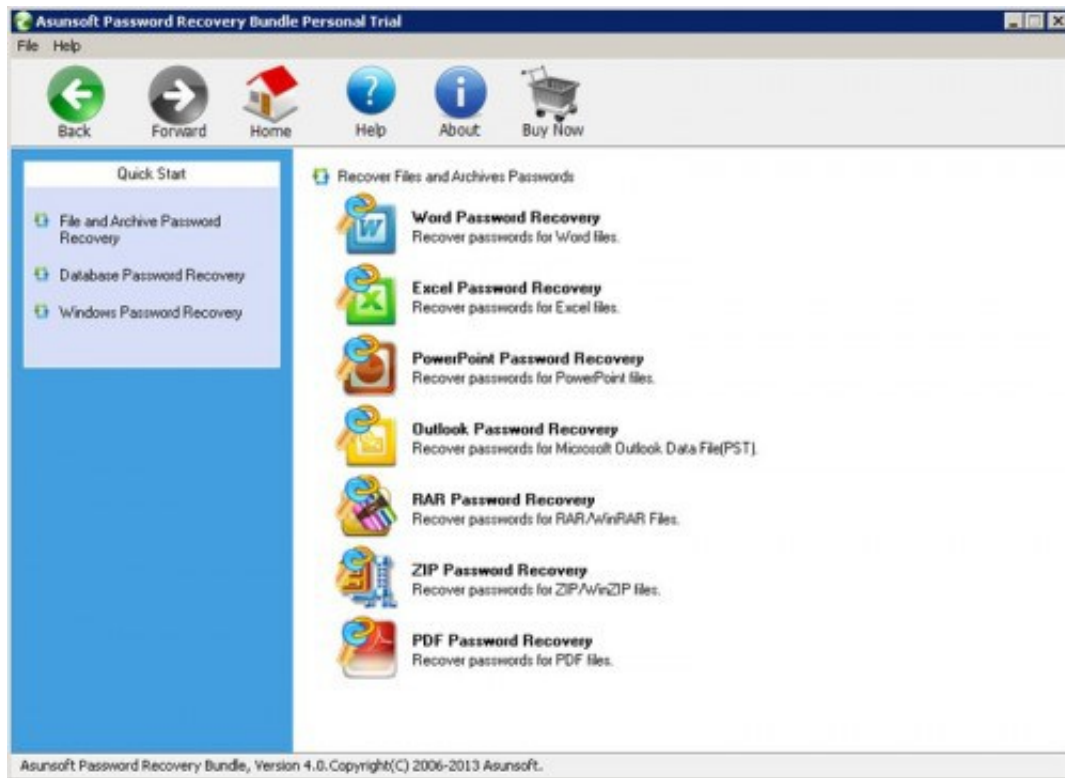 Asunsoft Password Recovery Bundle Personal Trial
File Help
Back Forward Home Help About Buy Now
Quick Start
File and Archive Password
Recovery
Database Password Recovery
Windows Password Recovery
Recover Files and Archives Passwords
Word Password Recovery
Recover passwords for Word files.
Excel Password Recovery
Recover passwords for Excel files.
PowerPoint Password Recovery
Recover passwords for PowerPoint files.
Outlook Password Recovery
Recover passwords for Microsoft Outlook Data File(PST).
RAR Password Recovery
Recover passwords for RAR/WinRAR Files.
ZIP Password Recovery
Recover passwords for ZIP/WinZIP files.
PDF Password Recovery
Recover passwords for PDF files.
Asunsoft Password Recovery Bundle, Version 4.0.Copyright(C) 2006-2013 Asunsoft.